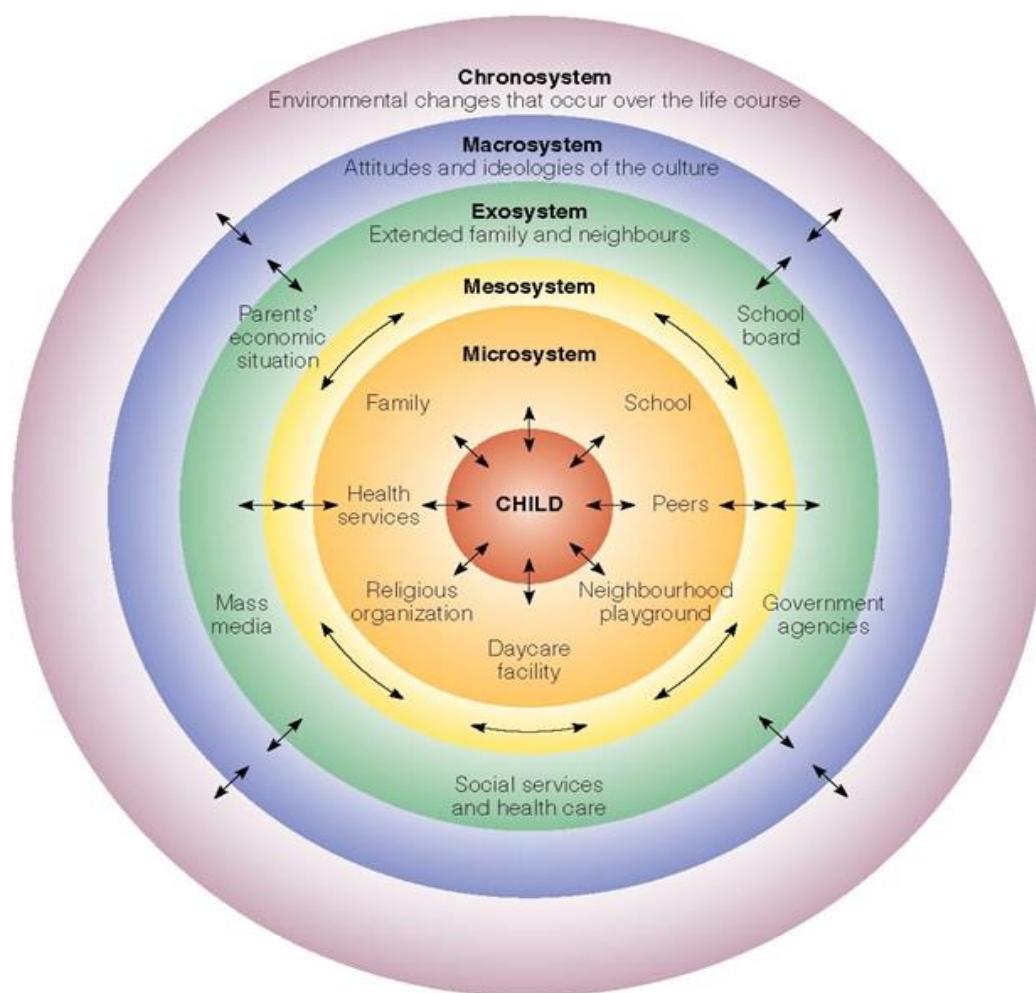 Chronosystem
Environmental changes that occur over the life course
Macrosystem
Attitudes and ideologies of the culture
Exosystem
Extended family and neighbours
Mesosystem
Parents'
economic
situation
School
board
Microsystem
Family
School
Health
services
CHILD
Peers
Religious
organization
Neighbourhood
playground
Mass
media
Government
agencies
Daycare
facility
Social services
and health care